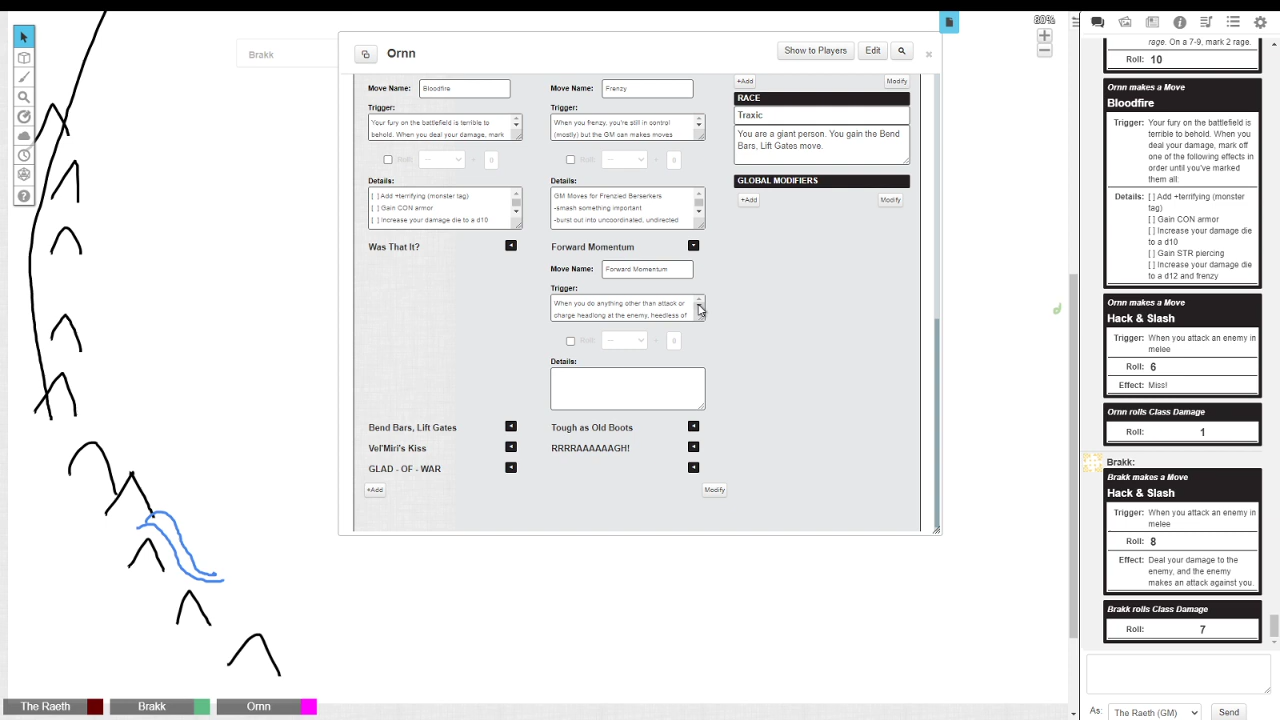 Brakk
Ornn
Show to Players
Edit
80%
Move Name:
Bloodfire
Trigger:
Your fury on the battlefield is terrible to
behold. When you deal your damage, mark
Roll:
--
+
0
Details:
[ ] Add +terrifying (monster tag)
[ ] Gain CON armor
[ ] Increase your damage die to a d10
Was That It?
Move Name:
Frenzy
Trigger:
When you frenzy, you're still in control
(mostly) but the GM can makes moves
Roll:
--
+
0
Details:
GM Moves for Frenzied Berserkers
-smash something important
-burst out into uncoordinated, undirected
Forward Momentum
Move Name:
Forward Momentum
Trigger:
When you do anything other than attack or
charge headlong at the enemy, heedless of
Roll:
--
+
0
Details:
Bend Bars, Lift Gates
Tough as Old Boots
Vel'Miri's Kiss
RRRRAAAAAGH!
GLAD - OF - WAR
+Add
Modify
+Add
Modify
RACE
Traxic
You are a giant person. You gain the Bend
Bars, Lift Gates move.
GLOBAL MODIFIERS
+Add
Modify
rage. On a 7-9, mark 2 rage.
Roll: 10
Ornn makes a Move
Bloodfire
Trigger: Your fury on the battlefield is
terrible to behold. When you
deal your damage, mark off
one of the following effects in
order until you've marked
them all:
Details: [ ] Add +terrifying (monster
tag)
[ ] Gain CON armor
[ ] Increase your damage die
to a d10
[ ] Gain STR piercing
[ ] Increase your damage die
to a d12 and frenzy
Ornn makes a Move
Hack & Slash
Trigger: When you attack an enemy in
melee
Roll: 6
Effect: Miss!
Ornn rolls Class Damage
Roll: 1
Brakk:
Brakk makes a Move
Hack & Slash
Trigger: When you attack an enemy in
melee
Roll: 8
Effect: Deal your damage to the
enemy, and the enemy
makes an attack against you.
Brakk rolls Class Damage
Roll: 7
As: The Raeth (GM)
Send
The Raeth
Brakk
Ornn